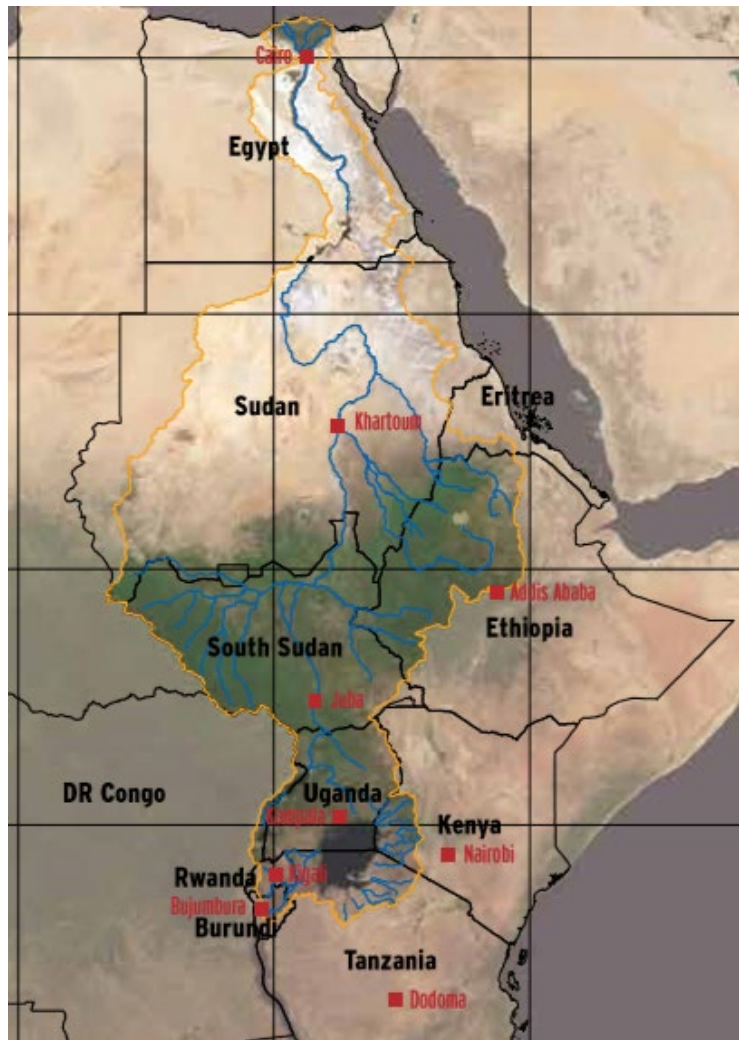 Cairo
Egypt
Sudan
Eritrea
Khartoum
Addis Ababa
Ethiopia
South Sudan
Juba
DR Congo
Uganda
Kampala
Kenya
Nairobi
Rwanda
Kigali
Bujumbura
Burundi
Tanzania
Dodoma